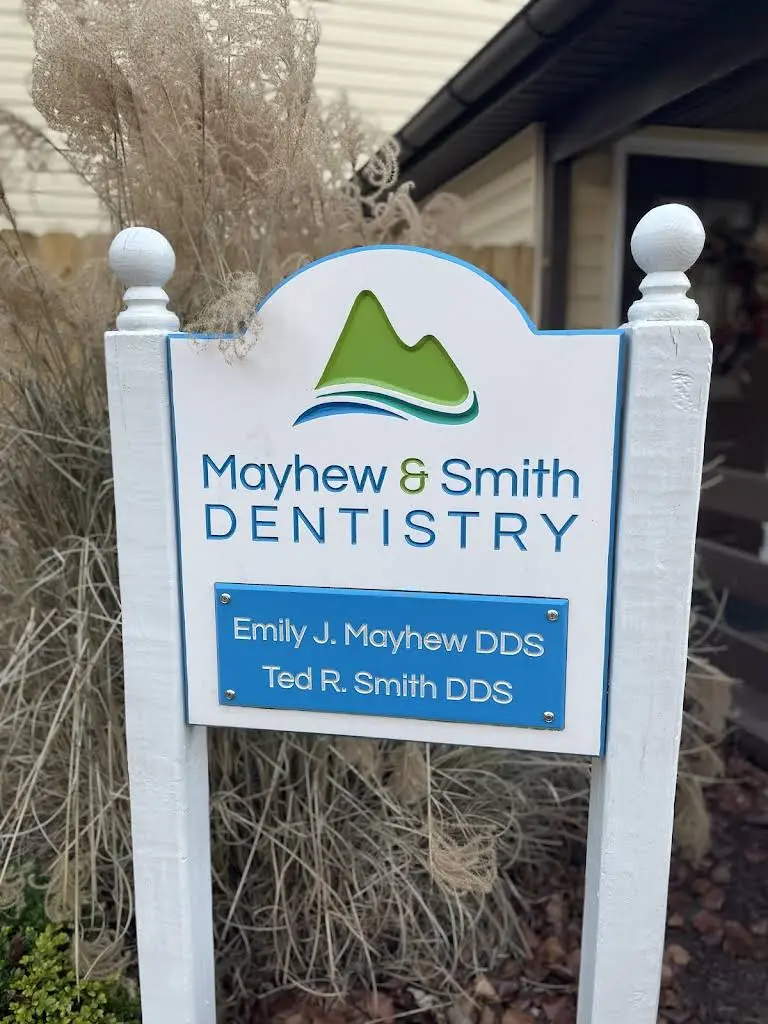 Mayhew & Smith
DENTISTRY
Emily J. Mayhew DDS
Ted R. Smith DDS